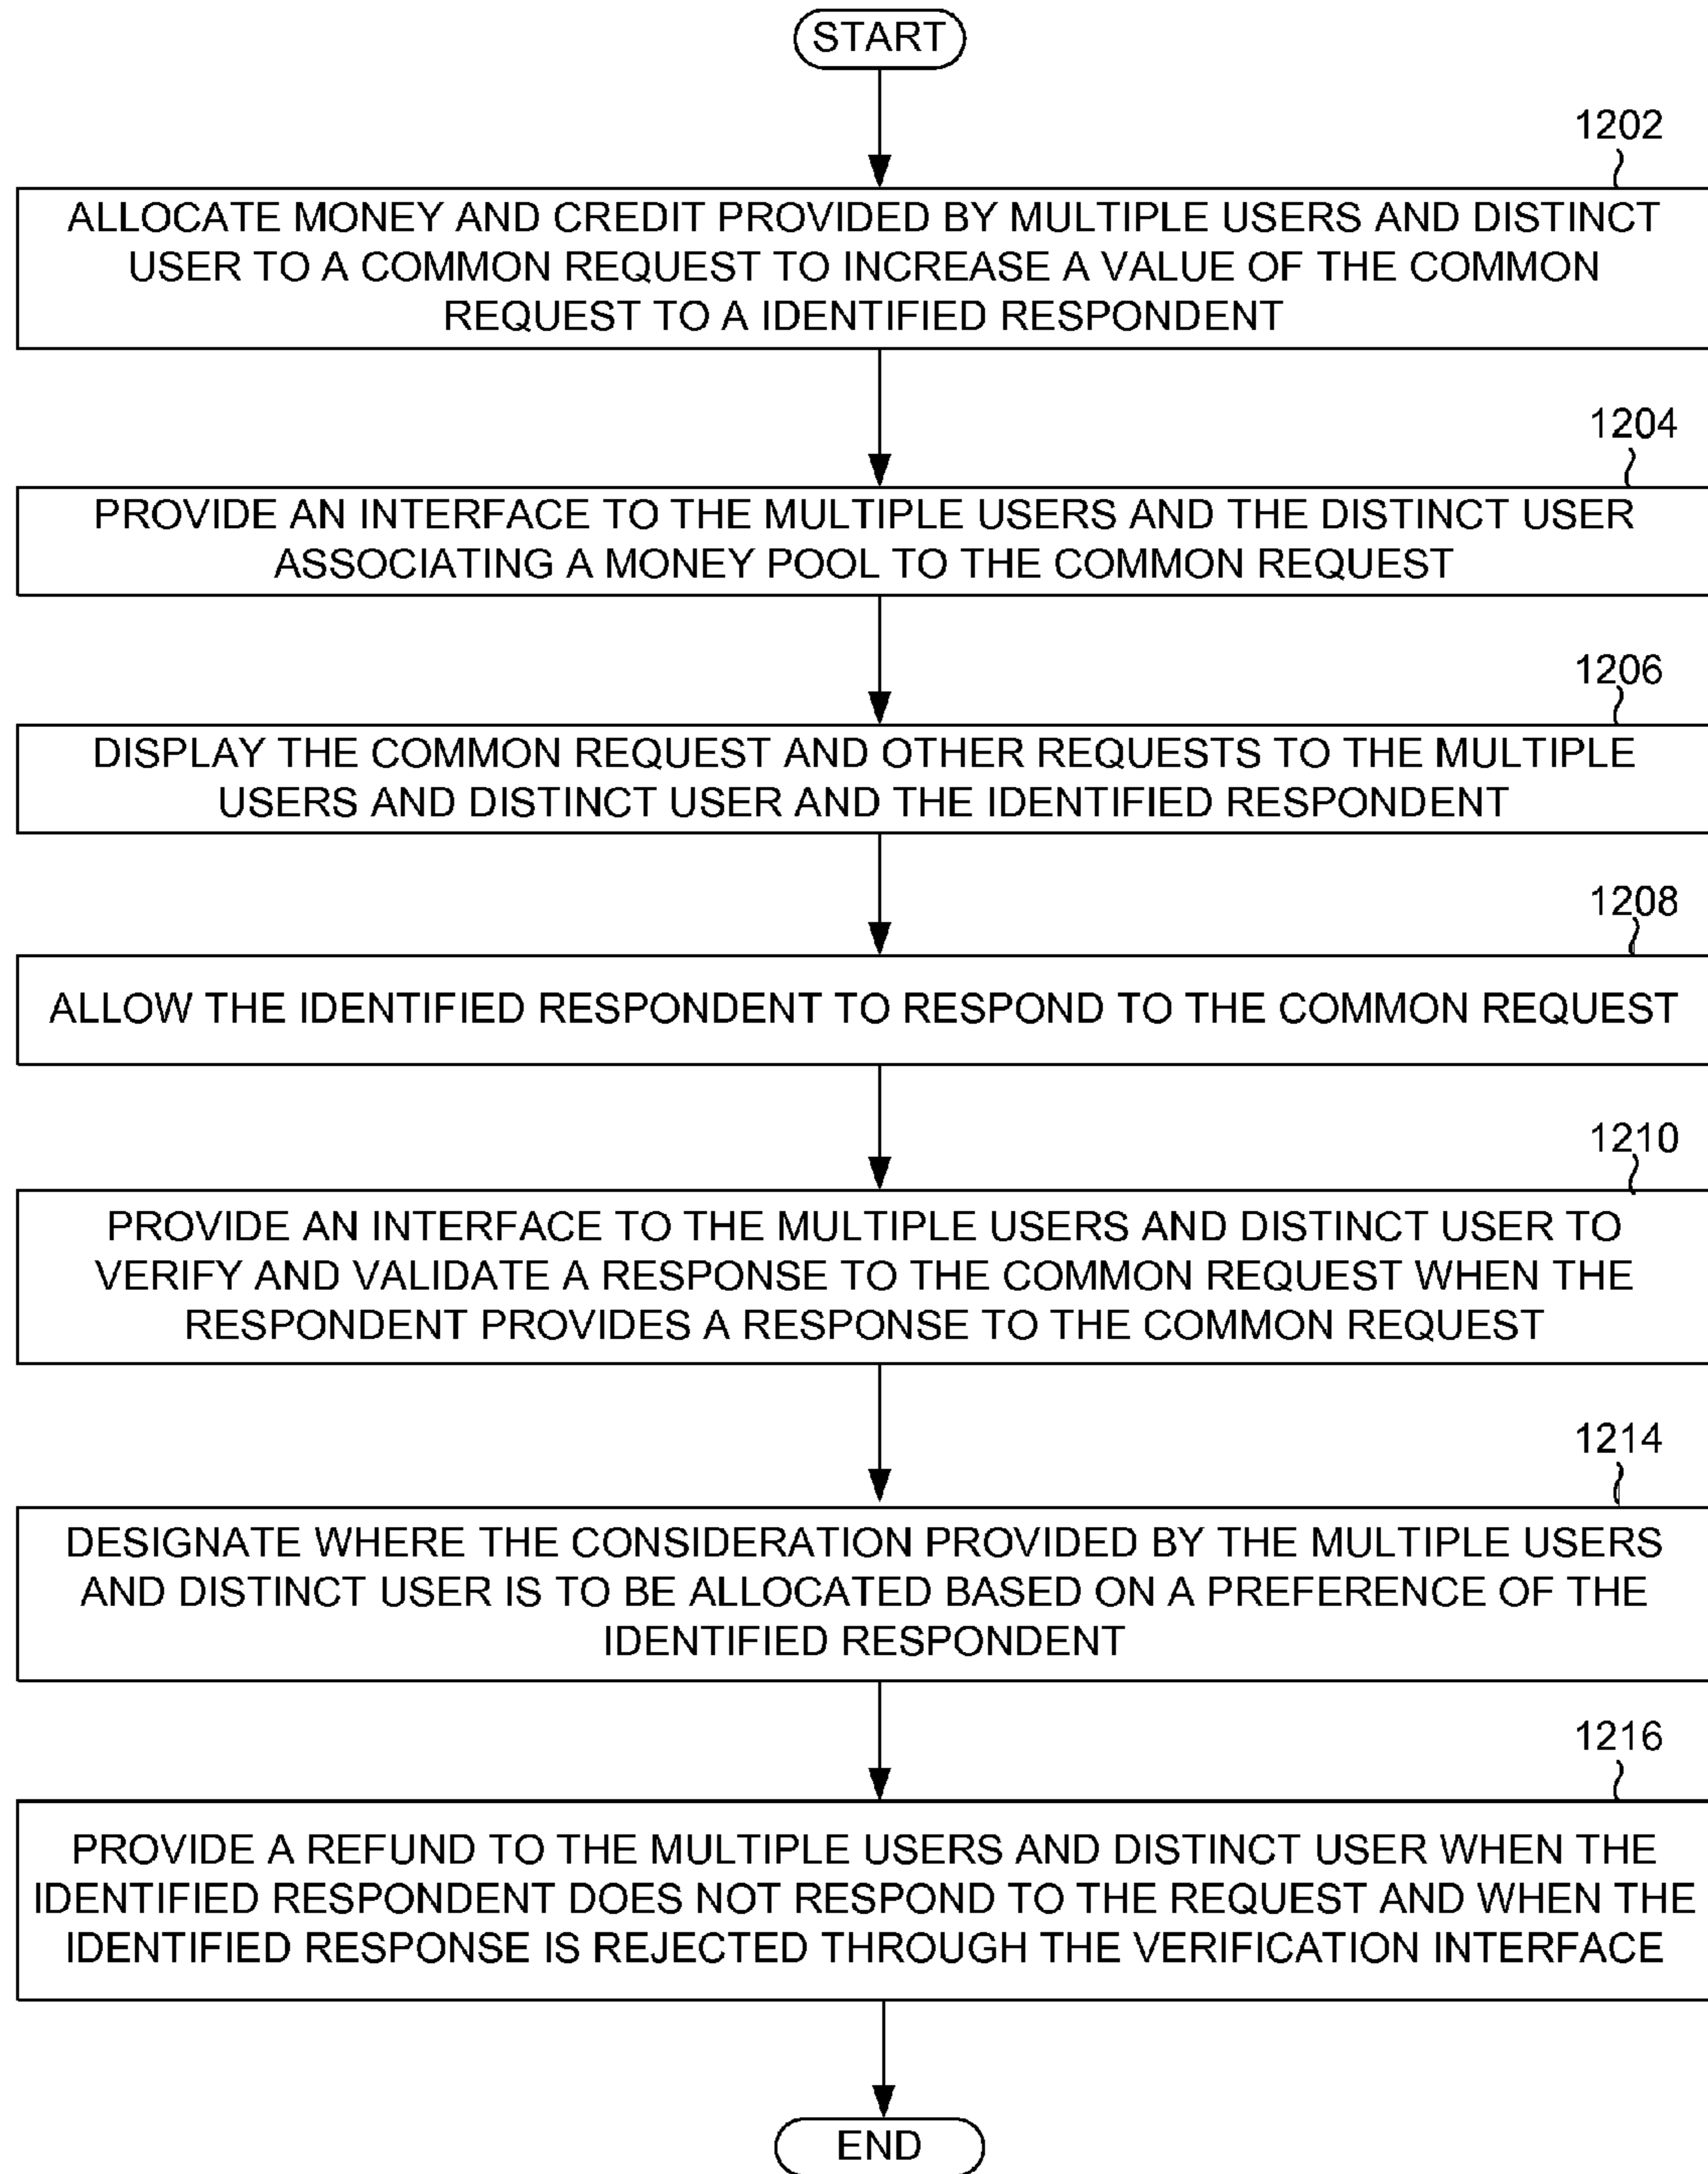 START
1202
ALLOCATE MONEY AND CREDIT PROVIDED BY MULTIPLE USERS AND DISTINCT
USER TO A COMMON REQUEST TO INCREASE A VALUE OF THE COMMON
REQUEST TO A IDENTIFIED RESPONDENT
1204
PROVIDE AN INTERFACE TO THE MULTIPLE USERS AND THE DISTINCT USER
ASSOCIATING A MONEY POOL TO THE COMMON REQUEST
1206
DISPLAY THE COMMON REQUEST AND OTHER REQUESTS TO THE MULTIPLE
USERS AND DISTINCT USER AND THE IDENTIFIED RESPONDENT
1208
ALLOW THE IDENTIFIED RESPONDENT TO RESPOND TO THE COMMON REQUEST
1210
PROVIDE AN INTERFACE TO THE MULTIPLE USERS AND DISTINCT USER TO
VERIFY AND VALIDATE A RESPONSE TO THE COMMON REQUEST WHEN THE
RESPONDENT PROVIDES A RESPONSE TO THE COMMON REQUEST
1214
DESIGNATE WHERE THE CONSIDERATION PROVIDED BY THE MULTIPLE USERS
AND DISTINCT USER IS TO BE ALLOCATED BASED ON A PREFERENCE OF THE
IDENTIFIED RESPONDENT
1216
PROVIDE A REFUND TO THE MULTIPLE USERS AND DISTINCT USER WHEN THE
IDENTIFIED RESPONDENT DOES NOT RESPOND TO THE REQUEST AND WHEN THE
IDENTIFIED RESPONSE IS REJECTED THROUGH THE VERIFICATION INTERFACE
END